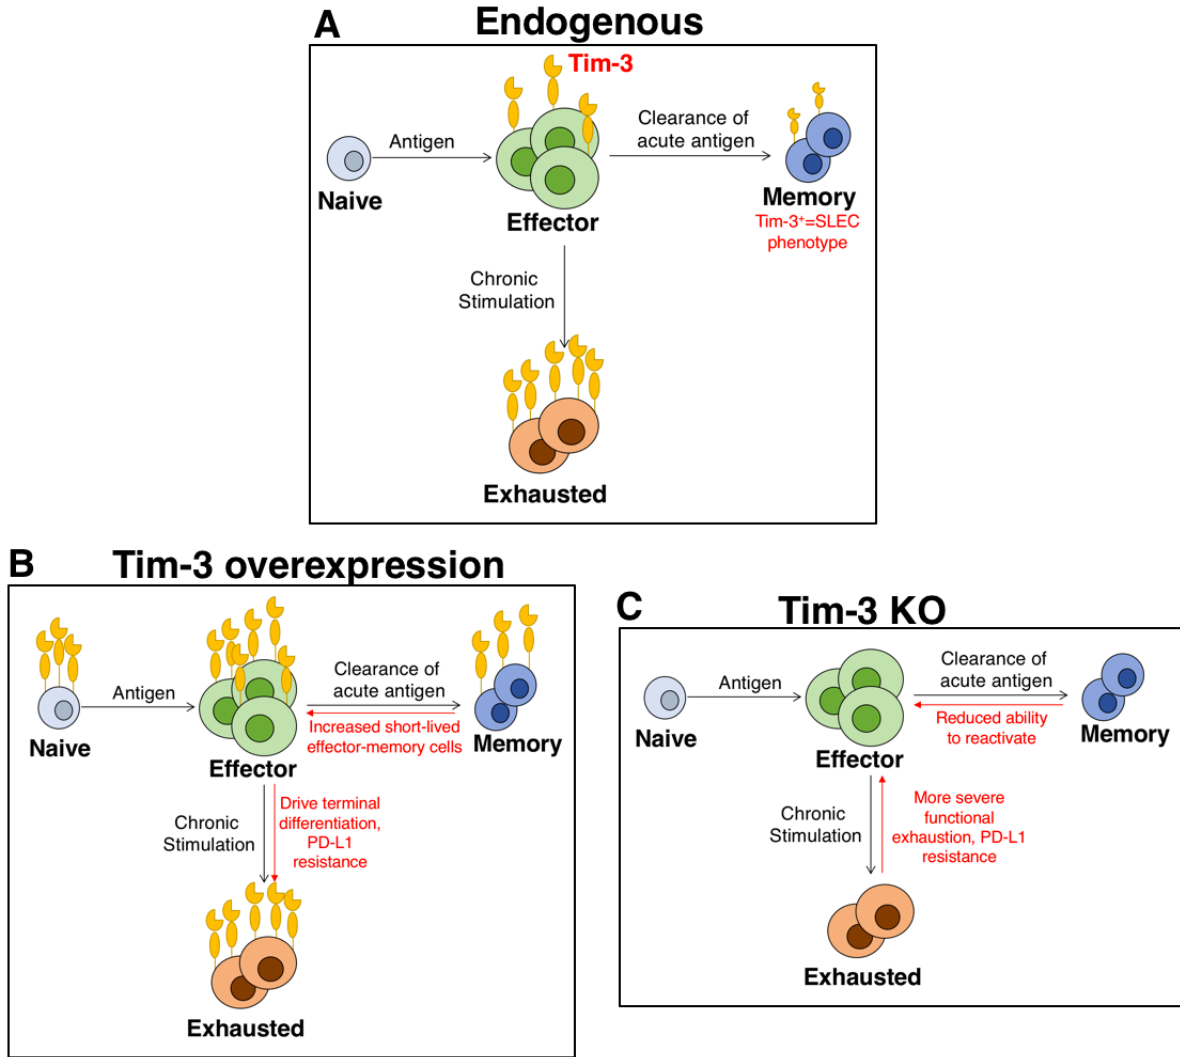 A
Endogenous
Tim-3
Antigen
Clearance of
acute antigen
Naive
Effector
Memory
Tim-3⁺=SLEC
phenotype
Chronic
Stimulation
Exhausted
B
Tim-3 overexpression
Antigen
Clearance of
acute antigen
Increased short-lived
effector-memory cells
Naive
Effector
Memory
Chronic
Stimulation
Drive terminal
differentiation,
PD-L1
resistance
Exhausted
C
Tim-3 KO
Antigen
Clearance of
acute antigen
Reduced ability
to reactivate
Naive
Effector
Memory
Chronic
Stimulation
More severe
functional
exhaustion, PD-L1
resistance
Exhausted